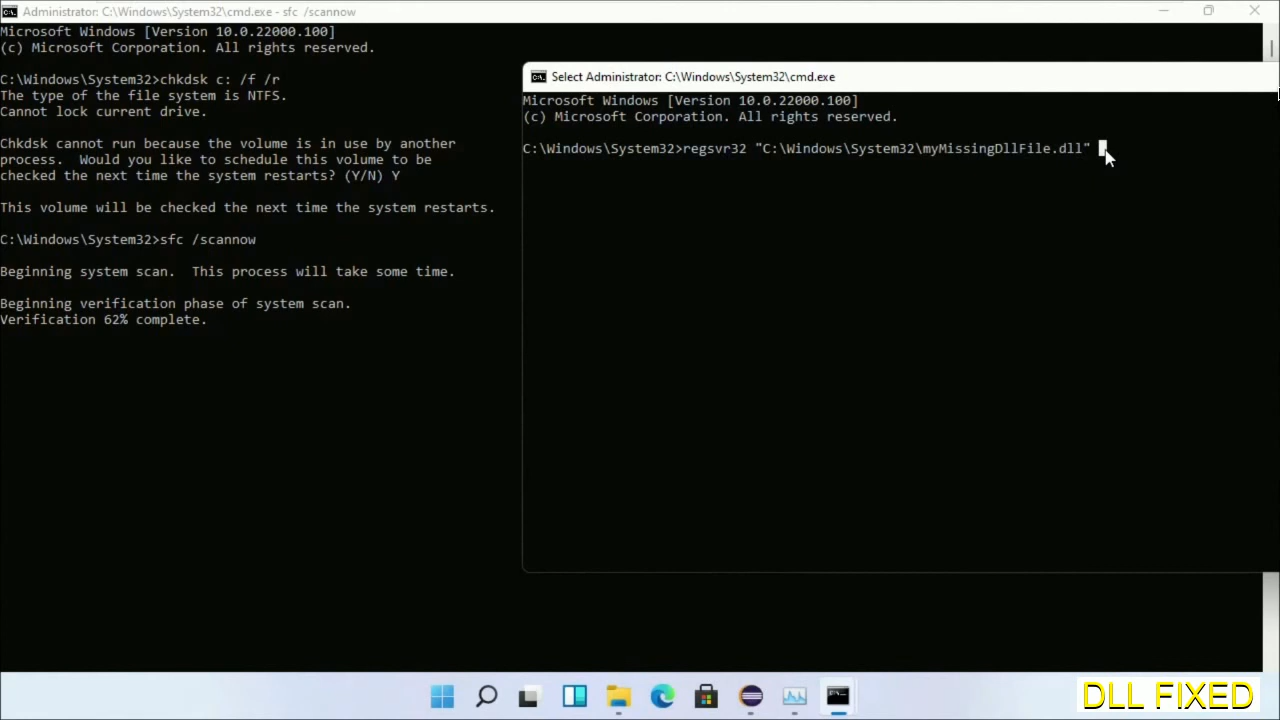 Administrator: C:\Windows\System32\cmd.exe - sfc /scannow
Microsoft Windows [Version 10.0.22000.100]
(c) Microsoft Corporation. All rights reserved.
C:\Windows\System32>chkdsk c: /f /r
The type of the file system is NTFS.
Cannot lock current drive.
Chkdsk cannot run because the volume is in use by another
process.  Would you like to schedule this volume to be
checked the next time the system restarts? (Y/N) Y
This volume will be checked the next time the system restarts.
C:\Windows\System32>sfc /scannow
Beginning system scan.  This process will take some time.
Beginning verification phase of system scan.
Verification 62% complete.
Select Administrator: C:\Windows\System32\cmd.exe
Microsoft Windows [Version 10.0.22000.100]
(c) Microsoft Corporation. All rights reserved.
C:\Windows\System32>regsvr32 "C:\Windows\System32\myMissingDllFile.dll"
DLL FIXED